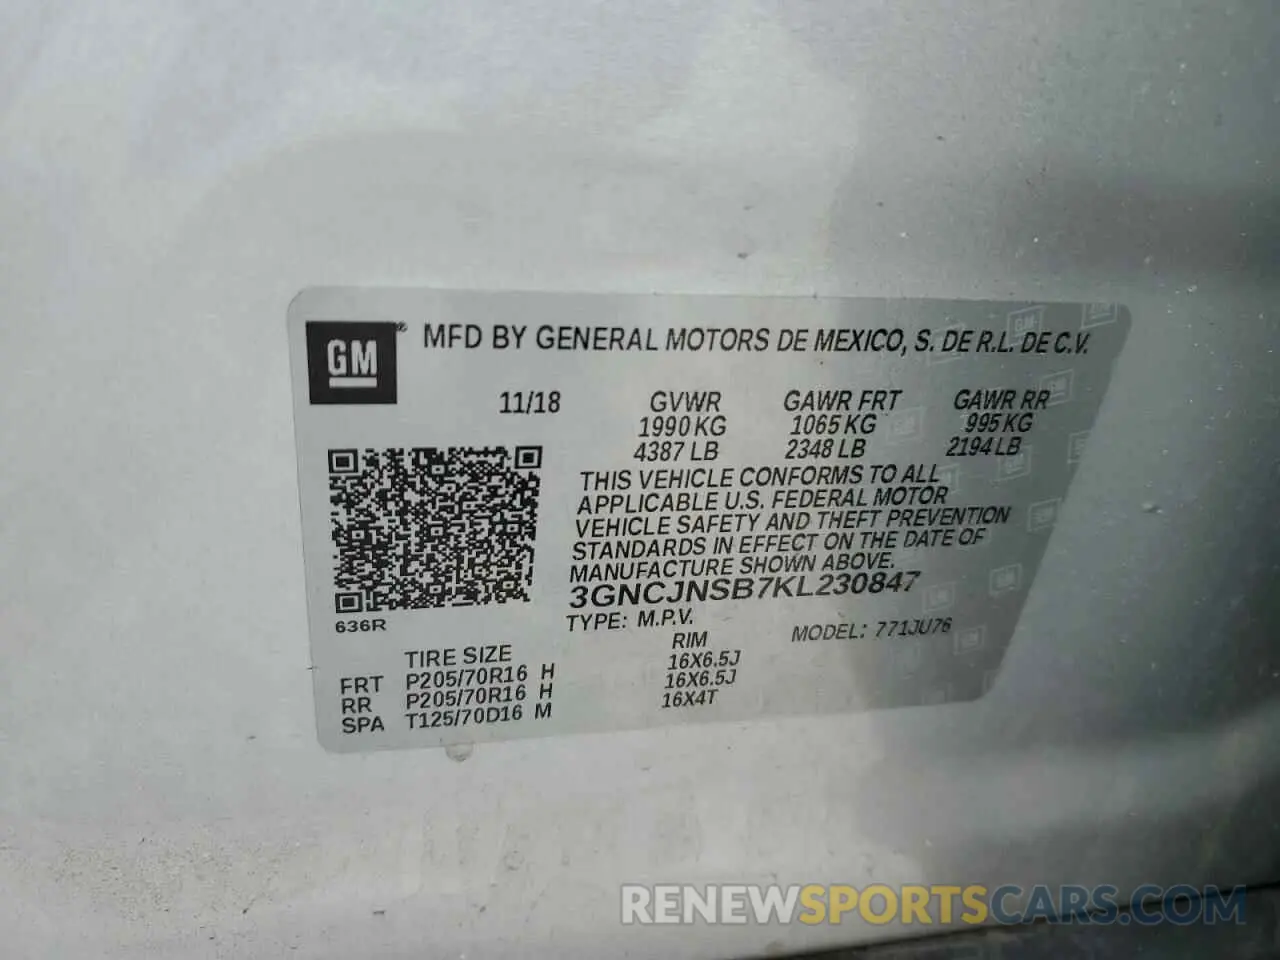 GM® MFD BY GENERAL MOTORS DE MEXICO, S. DE R.L. DE C.V.
11/18 GVWR GAWR FRT GAWR RR
1990 KG 1065 KG 995 KG
4387 LB 2348 LB 2194 LB
THIS VEHICLE CONFORMS TO ALL
APPLICABLE U.S. FEDERAL MOTOR
VEHICLE SAFETY AND THEFT PREVENTION
STANDARDS IN EFFECT ON THE DATE OF
MANUFACTURE SHOWN ABOVE.
3GNCJNSB7KL230847
636R TYPE: M.P.V. MODEL: 771JU76
TIRE SIZE RIM
FRT P205/70R16 H 16X6.5J
RR P205/70R16 H 16X6.5J
SPA T125/70D16 M 16X4T
RENEWSPORTSCARS.COM